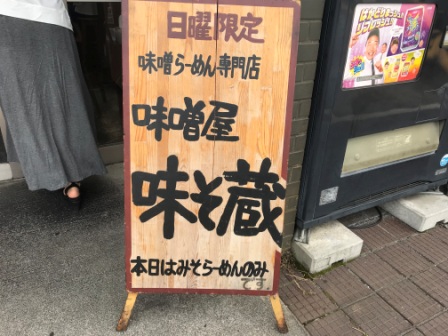 日曜限定
味噌らーめん専門店
味噌屋
味そ蔵
本日はみそらーめんのみ
です